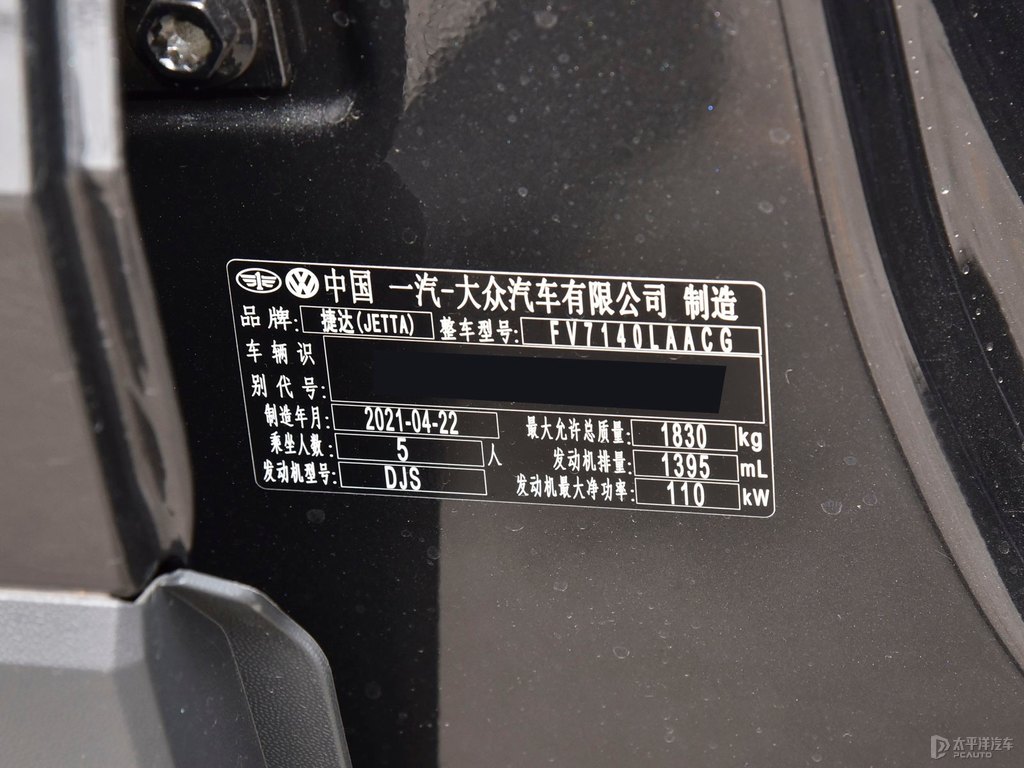 中国 一汽-大众汽车有限公司 制造
品牌: 捷达(JETTA) 整车型号: FV7140LAACG
车辆识
别代号:
制造年月: 2021-04-22 最大允许总质量: 1830 kg
乘坐人数: 5 人 发动机排量: 1395 mL
发动机型号: DJS 发动机最大净功率: 110 kW
太平洋汽车
PCAUTO